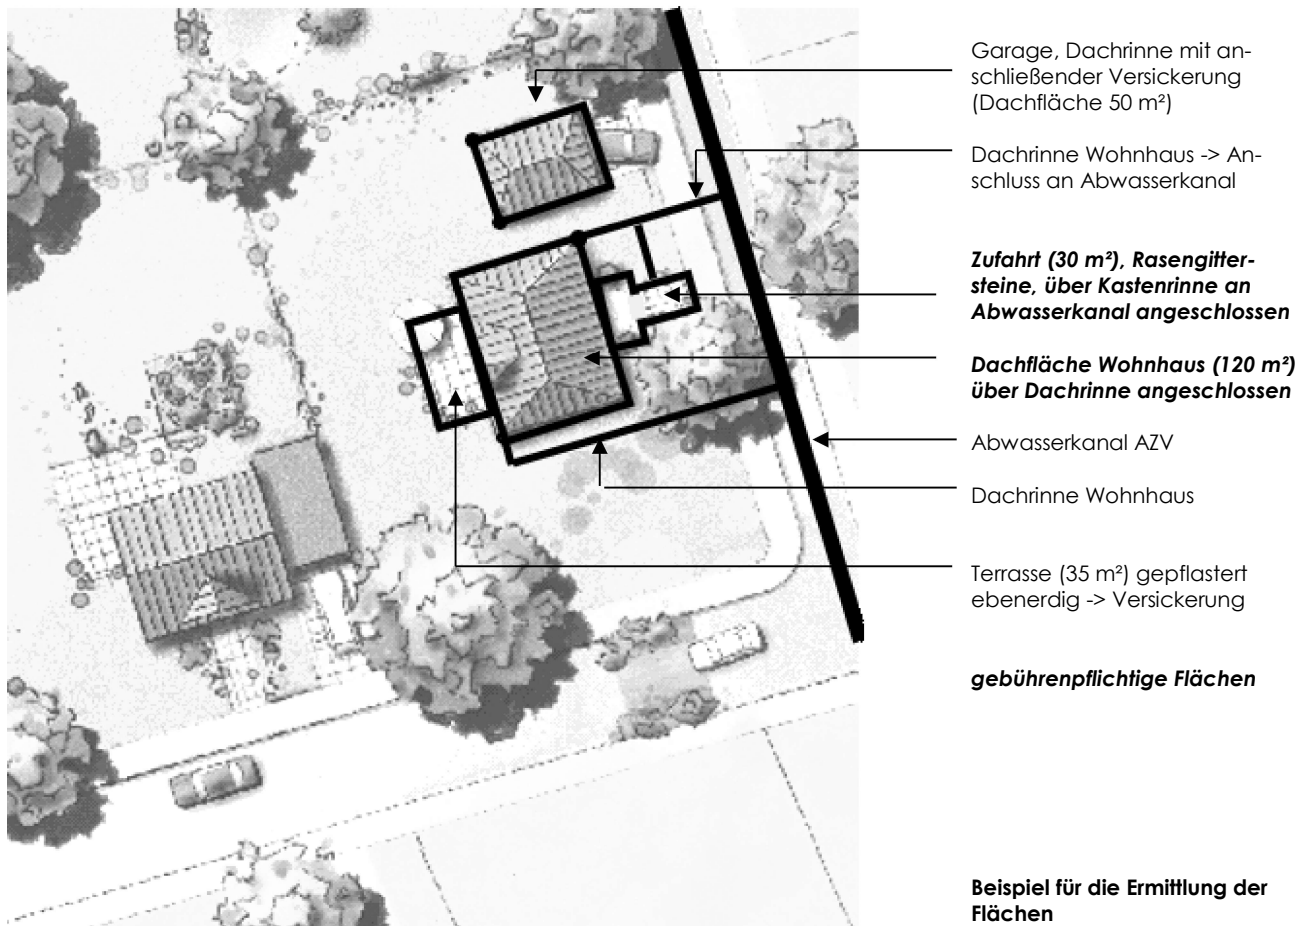 Garage, Dachrinne mit an-
schließender Versickerung
(Dachfläche 50 m²)
Dachrinne Wohnhaus -> An-
schluss an Abwasserkanal
Zufahrt (30 m²), Rasengitter-
steine, über Kastenrinne an
Abwasserkanal angeschlossen
Dachfläche Wohnhaus (120 m²)
über Dachrinne angeschlossen
Abwasserkanal AZV
Dachrinne Wohnhaus
Terrasse (35 m²) gepflastert
ebenerdig -> Versickerung
gebührenpflichtige Flächen
Beispiel für die Ermittlung der
Flächen